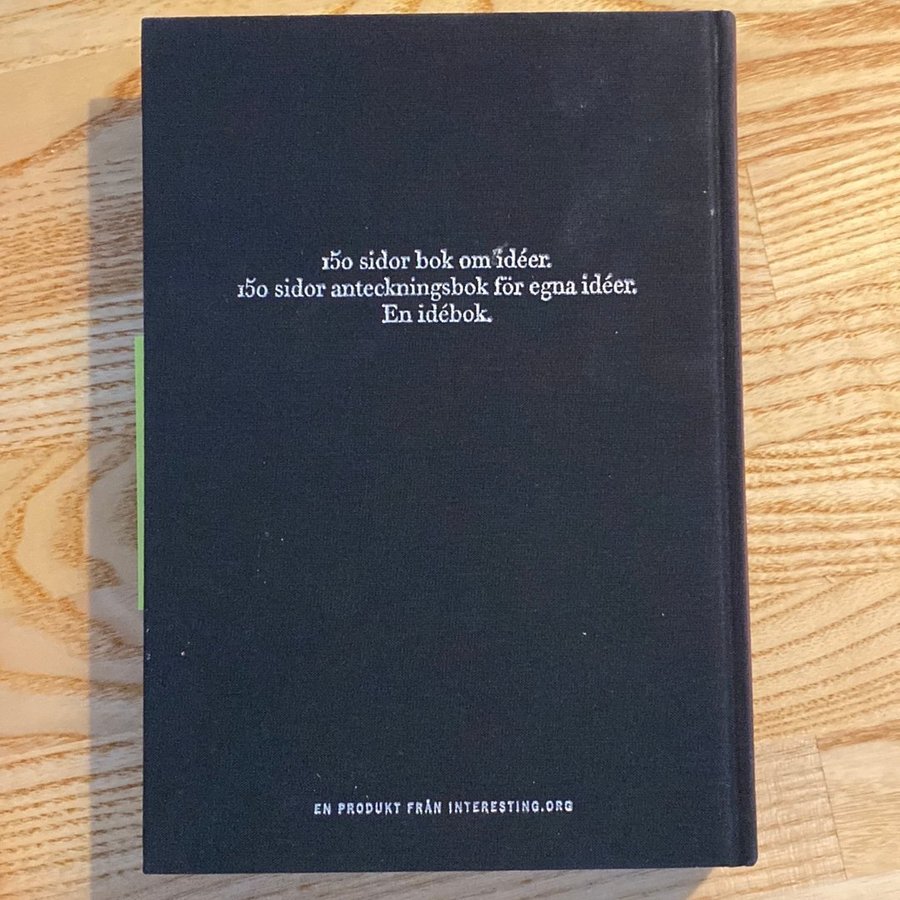 150 sidor bok om idéer.
150 sidor anteckningsbok för egna idéer.
En idébok.
EN PRODUKT FRÅN INTERESTING.ORG